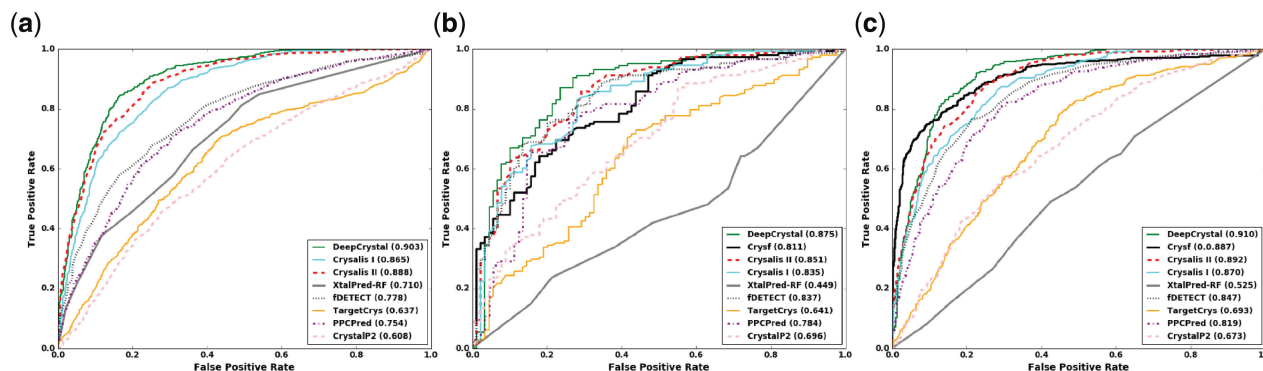 (a)
(b)
(c)
1.0
0.8
0.6
0.4
0.2
0.0
0.0
0.2
0.4
0.6
0.8
1.0
True Positive Rate
False Positive Rate
DeepCrystal (0.903)
Crysalis I (0.865)
Crysalis II (0.888)
XtalPred-RF (0.710)
fDETECT (0.778)
TargetCrys (0.637)
PPCPred (0.754)
CrystalP2 (0.608)
1.0
0.8
0.6
0.4
0.2
0.0
0.0
0.2
0.4
0.6
0.8
1.0
True Positive Rate
False Positive Rate
DeepCrystal (0.875)
Crysf (0.811)
Crysalis II (0.851)
Crysalis I (0.835)
XtalPred-RF (0.449)
fDETECT (0.837)
TargetCrys (0.641)
PPCPred (0.784)
CrystalP2 (0.696)
1.0
0.8
0.6
0.4
0.2
0.0
0.0
0.2
0.4
0.6
0.8
1.0
True Positive Rate
False Positive Rate
DeepCrystal (0.910)
Crysf (0.0.887)
Crysalis II (0.892)
Crysalis I (0.870)
XtalPred-RF (0.525)
fDETECT (0.847)
TargetCrys (0.693)
PPCPred (0.819)
CrystalP2 (0.673)